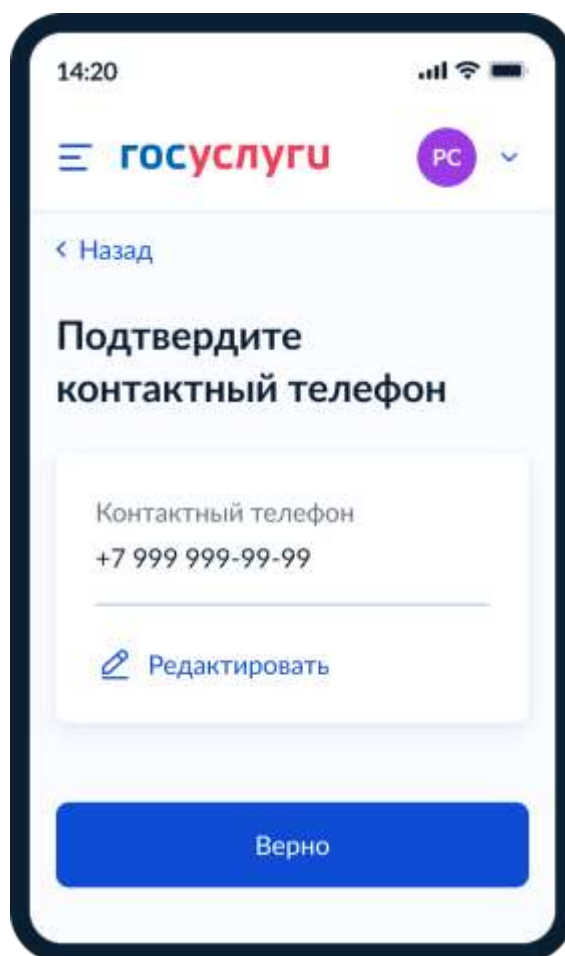 14:20
госуслуги
РС
Назад
Подтвердите
контактный телефон
Контактный телефон
+7 999 999-99-99
Редактировать
Верно